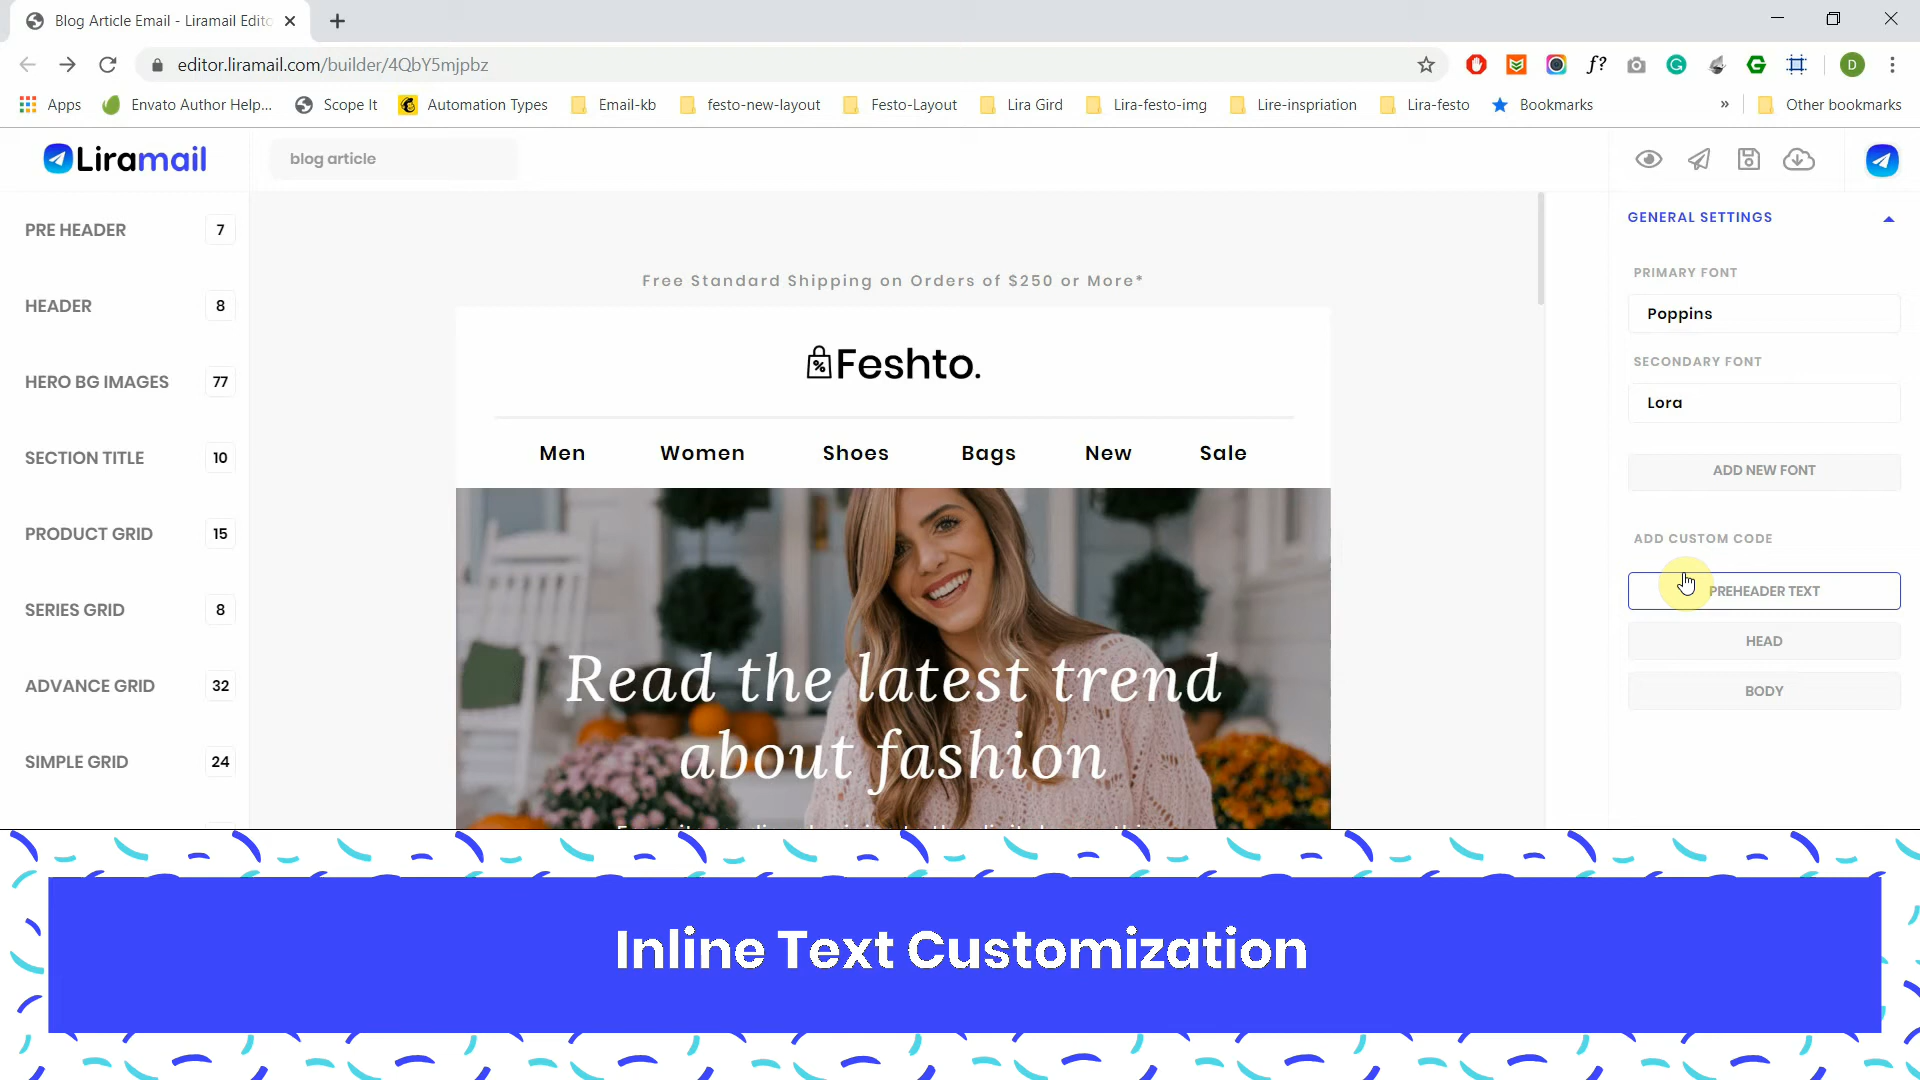 Blog Article Email - Liramail Edito
editor.liramail.com/builder/4QbY5mjpbz
f?
D
Apps
Envato Author Help...
Scope It
Automation Types
Email-kb
festo-new-layout
Festo-Layout
Lira Gird
Lira-festo-img
Lire-inspriation
Lira-festo
Bookmarks
»
Other bookmarks
Liramail
blog article
PRE HEADER 7
HEADER 8
HERO BG IMAGES 77
SECTION TITLE 10
PRODUCT GRID 15
SERIES GRID 8
ADVANCE GRID 32
SIMPLE GRID 24
Free Standard Shipping on Orders of $250 or More*
% Feshto.
Men Women Shoes Bags New Sale
Read the latest trend
about fashion
GENERAL SETTINGS
PRIMARY FONT
Poppins
SECONDARY FONT
Lora
ADD NEW FONT
ADD CUSTOM CODE
PREHEADER TEXT
HEAD
BODY
Inline Text Customization